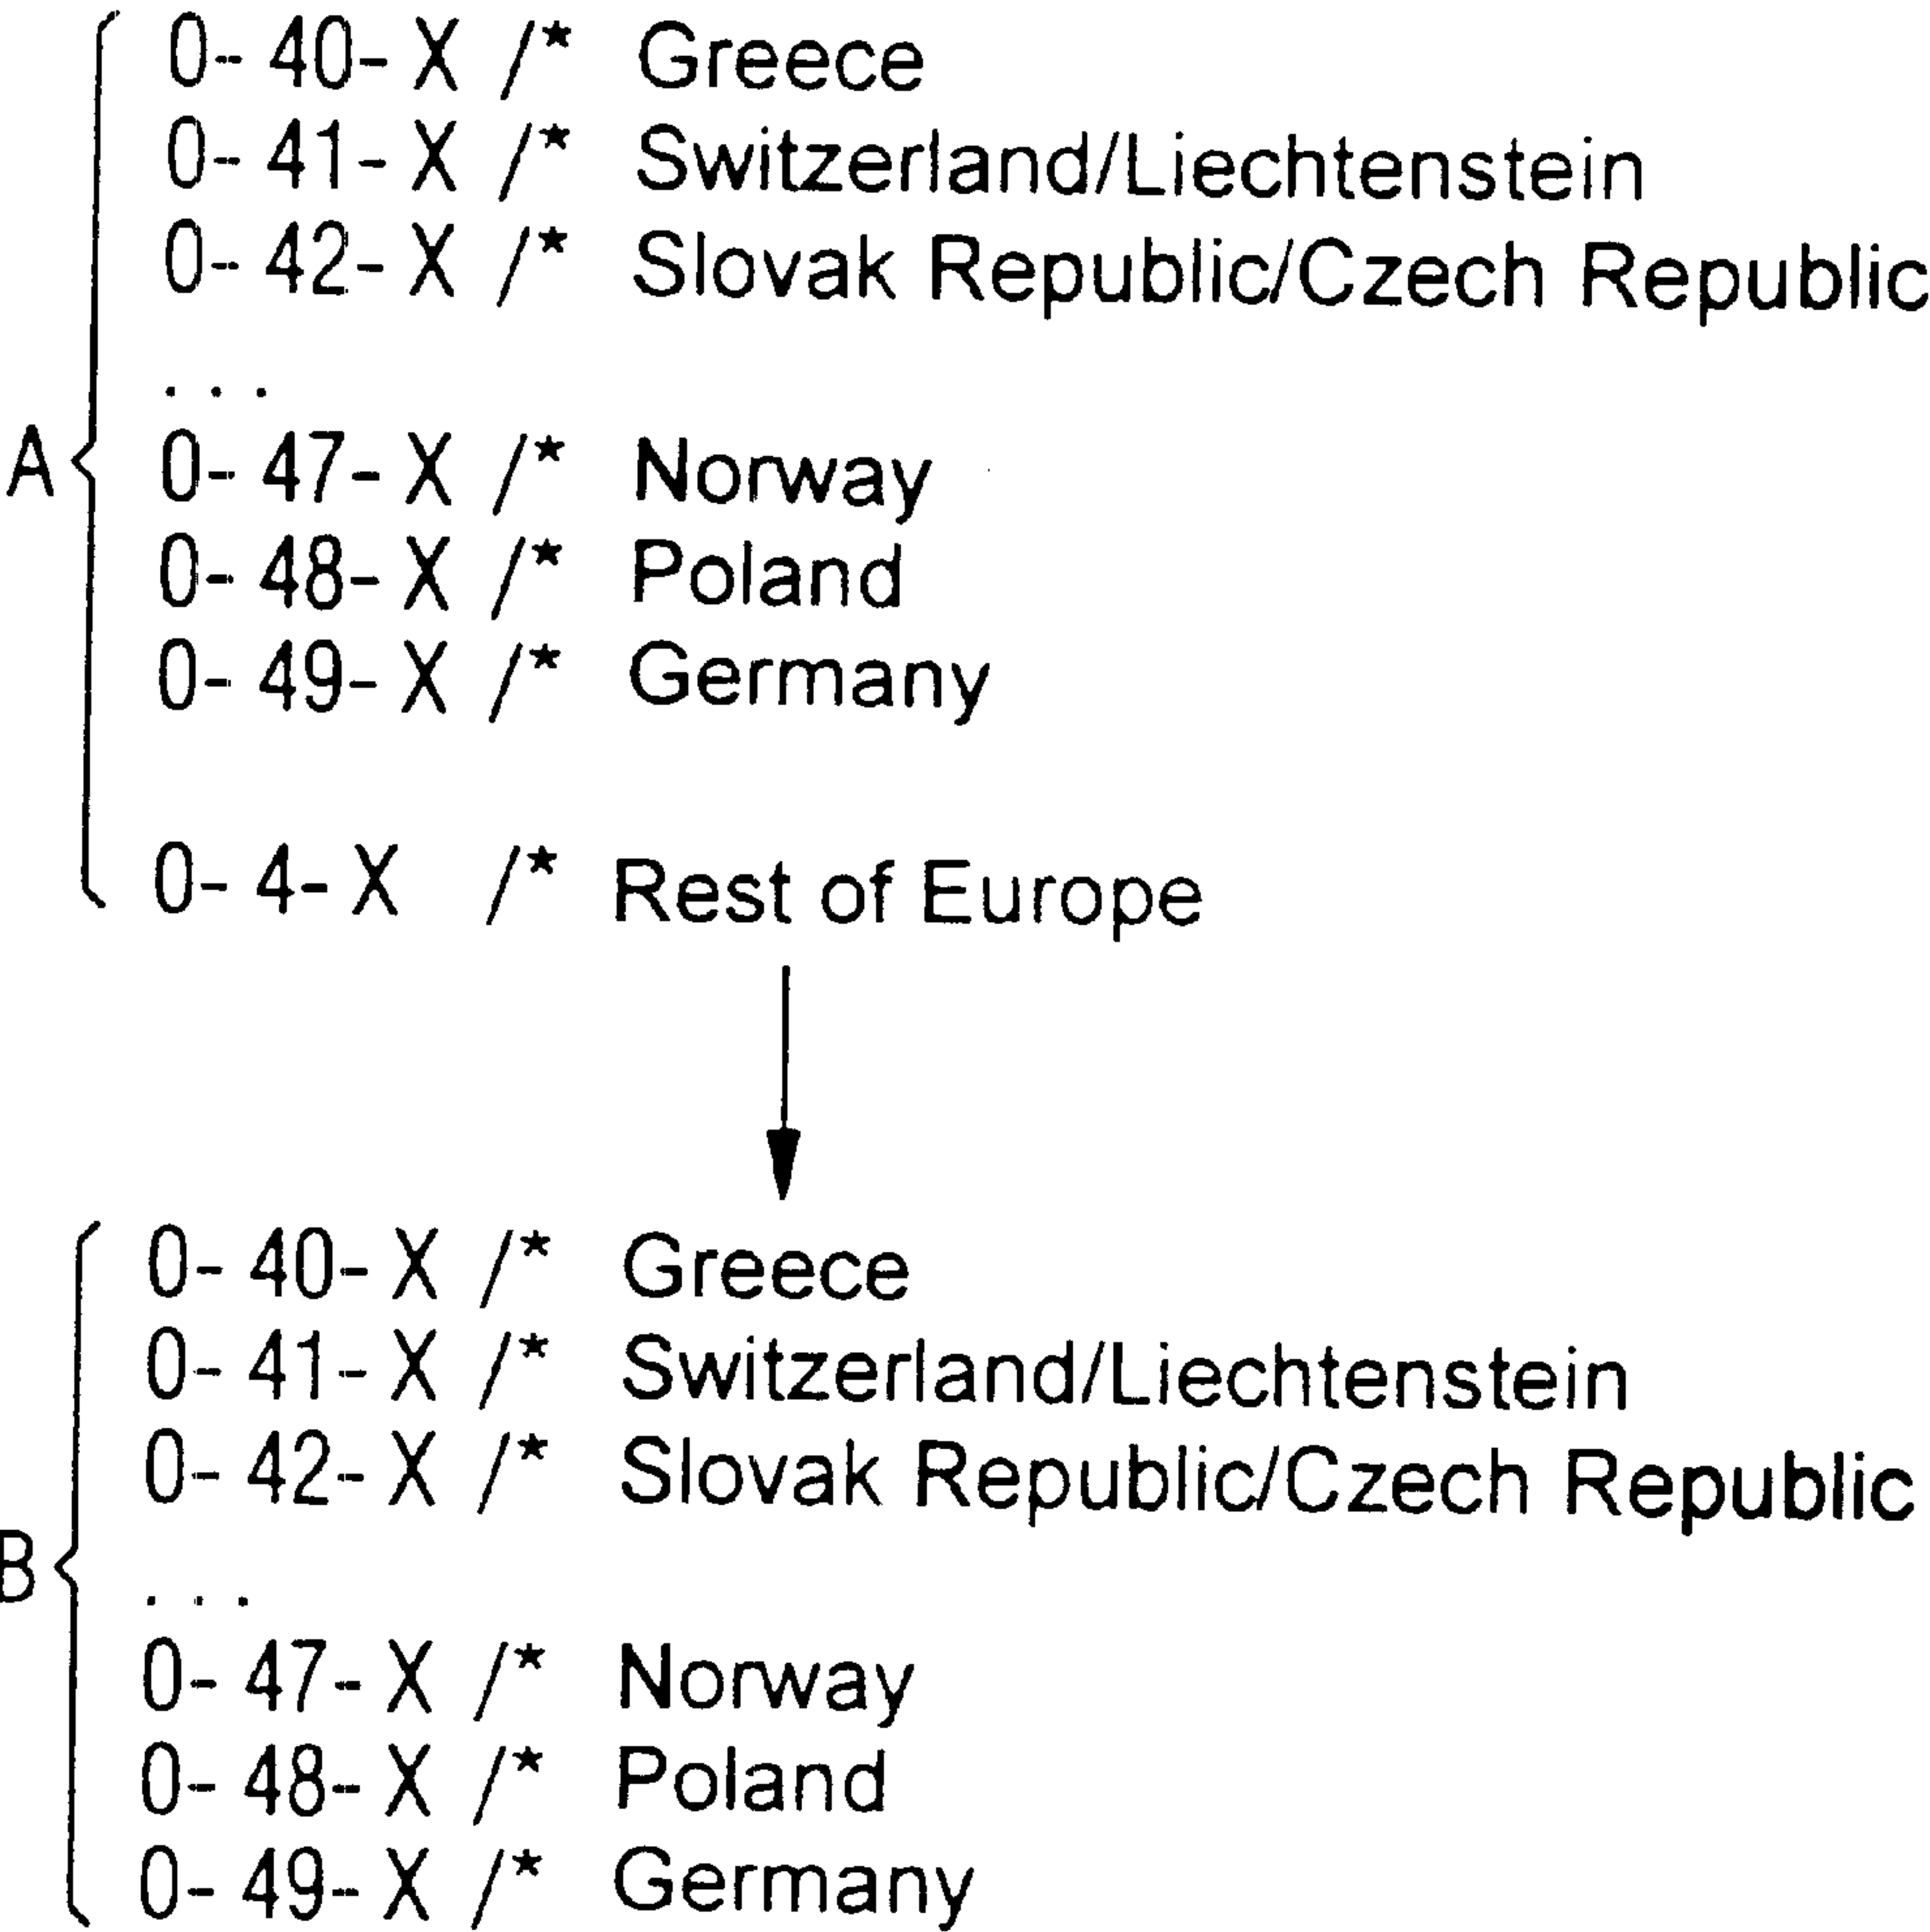 0-40-X /* Greece
0-41-X /* Switzerland/Liechtenstein
0-42-X /* Slovak Republic/Czech Republic
...
A
0-47-X /* Norway
0-48-X /* Poland
0-49-X /* Germany
0-4-X /* Rest of Europe
0-40-X /* Greece
0-41-X /* Switzerland/Liechtenstein
0-42-X /* Slovak Republic/Czech Republic
B
...
0-47-X /* Norway
0-48-X /* Poland
0-49-X /* Germany